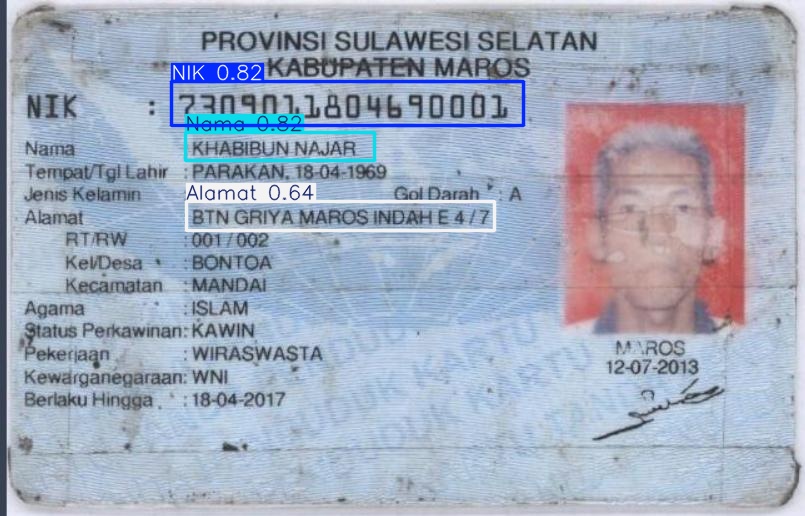 PROVINSI SULAWESI SELATAN
KABUPATEN MAROS
NIK 0.82
NIK : 7309011804690001
Nama 0.82
Nama KHABIBUN NAJAR
Tempat/Tgl Lahir : PARAKAN, 18-04-1969
Alamat 0.64
Jenis Kelamin Gol Darah : A
Alamat BTN GRIYA MAROS INDAH E 4 / 7
RT/RW : 001 / 002
Kel/Desa : BONTOA
Kecamatan : MANDAI
Agama : ISLAM
Status Perkawinan: KAWIN
Pekerjaan : WIRASWASTA
Kewarganegaraan: WNI
Berlaku Hingga : 18-04-2017
MAROS
12-07-2013